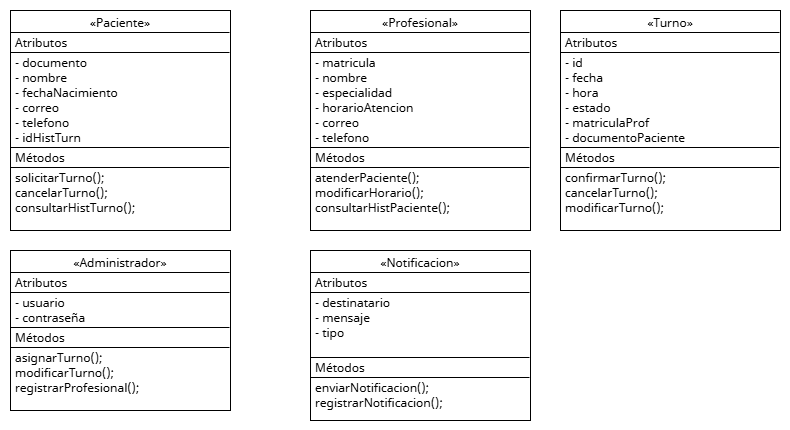 «Paciente»
Atributos
- documento
- nombre
- fechaNacimiento
- correo
- telefono
- idHistTurn
Métodos
solicitarTurno();
cancelarTurno();
consultarHistTurno();
«Profesional»
Atributos
- matricula
- nombre
- especialidad
- horarioAtencion
- correo
- telefono
Métodos
atenderPaciente();
modificarHorario();
consultarHistPaciente();
«Turno»
Atributos
- id
- fecha
- hora
- estado
- matriculaProf
- documentoPaciente
Métodos
confirmarTurno();
cancelarTurno();
modificarTurno();
«Administrador»
Atributos
- usuario
- contraseña
Métodos
asignarTurno();
modificarTurno();
registrarProfesional();
«Notificacion»
Atributos
- destinatario
- mensaje
- tipo
Métodos
enviarNotificacion();
registrarNotificacion();